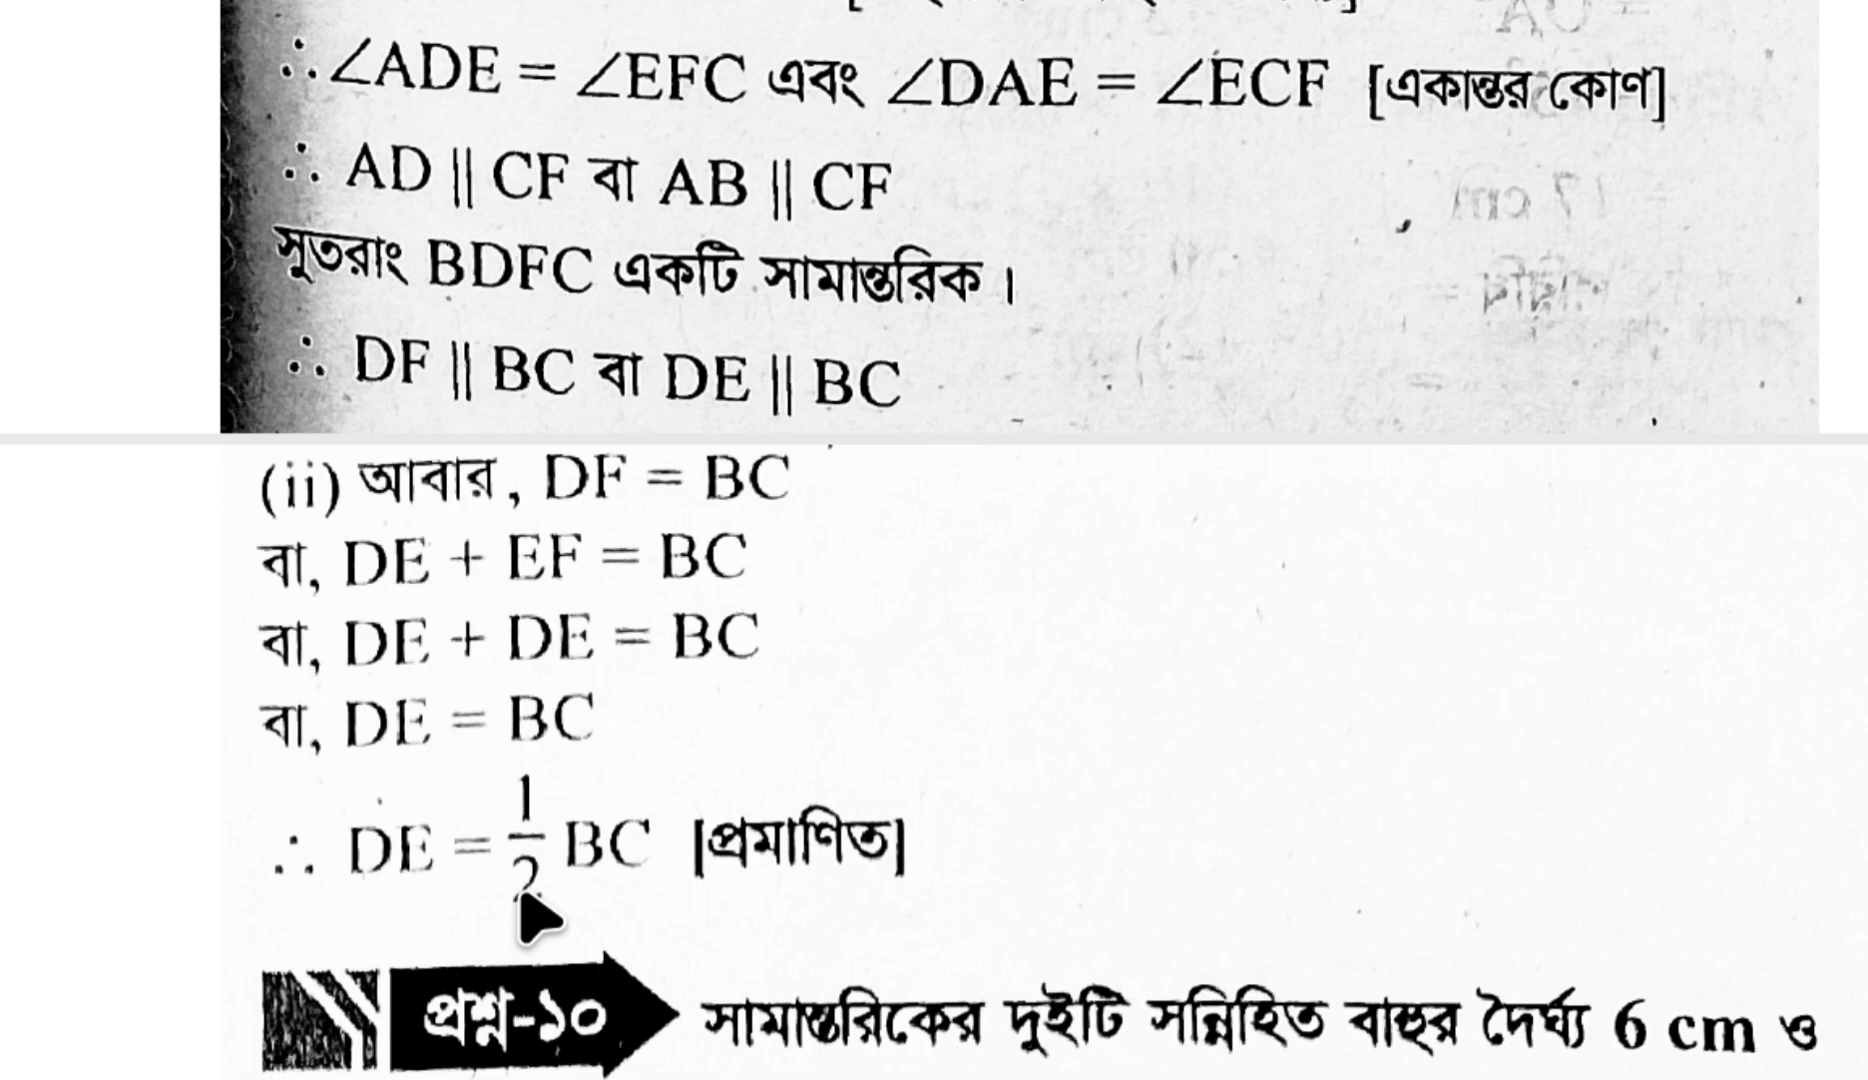 ∴ ∠ADE = ∠EFC এবং ∠DAE = ∠ECF [একান্তর কোণ]
∴ AD || CF বা AB || CF
সুতরাং BDFC একটি সামান্তরিক।
∴ DF || BC বা DE || BC
(ii) আবার, DF = BC
বা, DE + EF = BC
বা, DE + DE = BC
বা, DE = BC
∴ DE = 1/2 BC [প্রমাণিত]
প্রশ্ন-১০ সামান্তরিকের দুইটি সন্নিহিত বাহুর দৈর্ঘ্য 6 cm ও